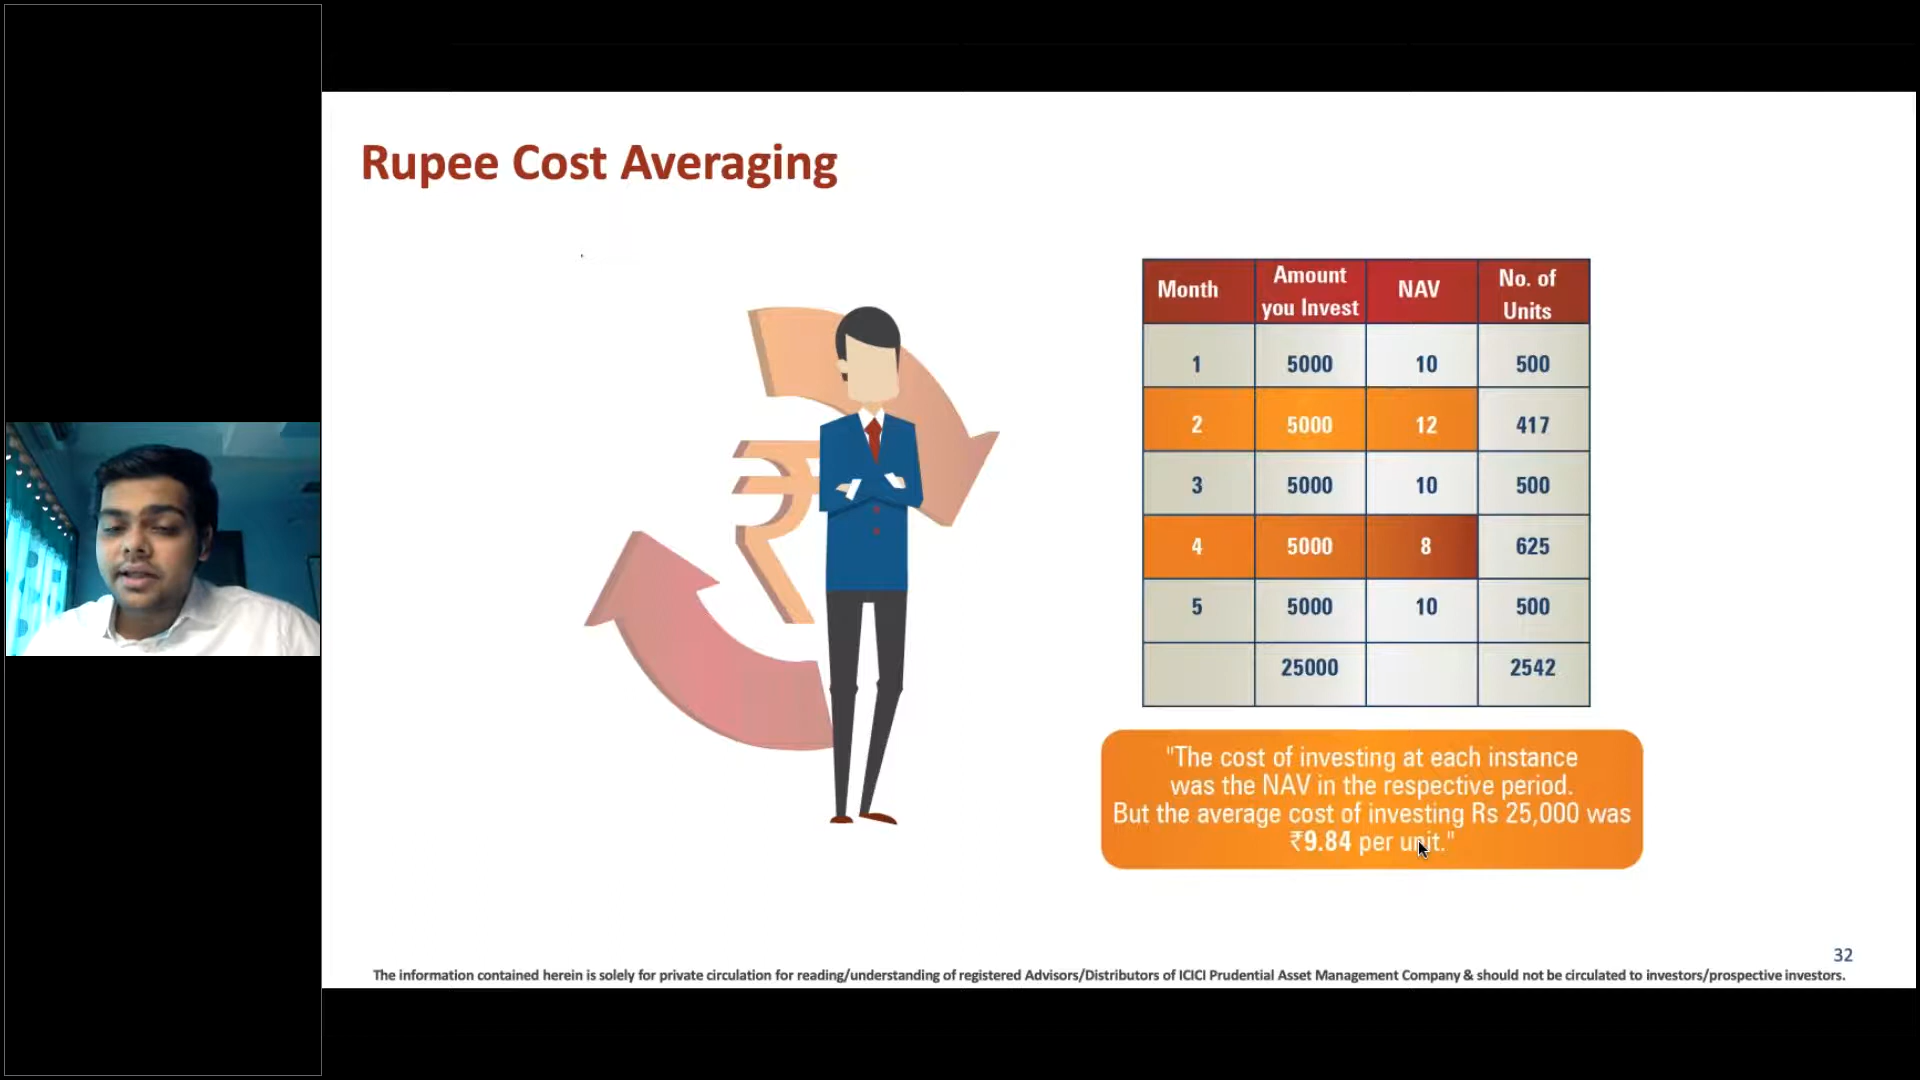 Rupee Cost Averaging
Month Amount you Invest NAV No. of Units
1 5000 10 500
2 5000 12 417
3 5000 10 500
4 5000 8 625
5 5000 10 500
25000 2542
"The cost of investing at each instance
was the NAV in the respective period.
But the average cost of investing Rs 25,000 was
₹9.84 per unit."
32
The information contained herein is solely for private circulation for reading/understanding of registered Advisors/Distributors of ICICI Prudential Asset Management Company & should not be circulated to investors/prospective investors.